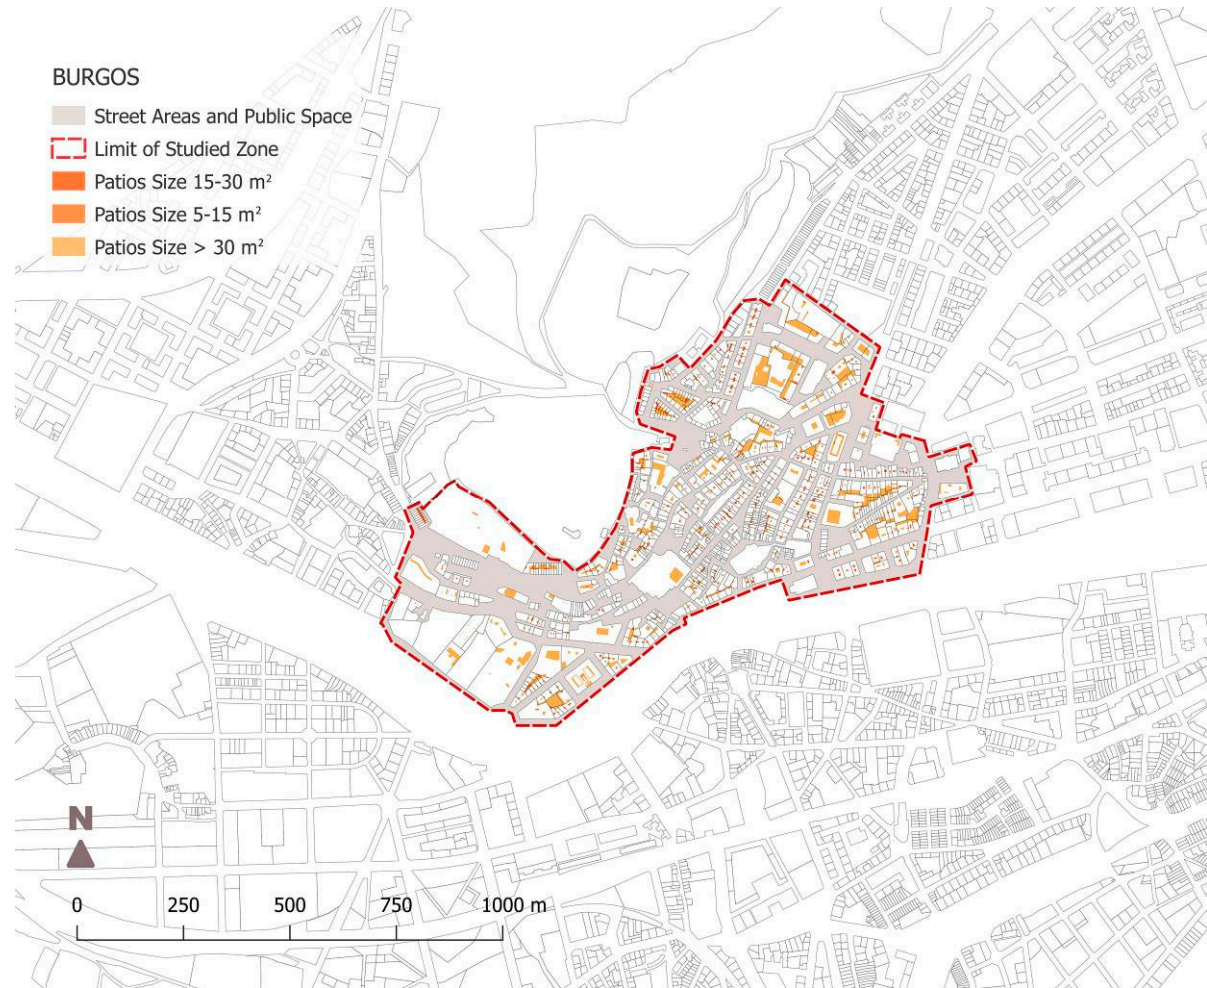 BURGOS
Street Areas and Public Space
Limit of Studied Zone
Patios Size 15-30 m²
Patios Size 5-15 m²
Patios Size > 30 m²
N
0 250 500 750 1000 m